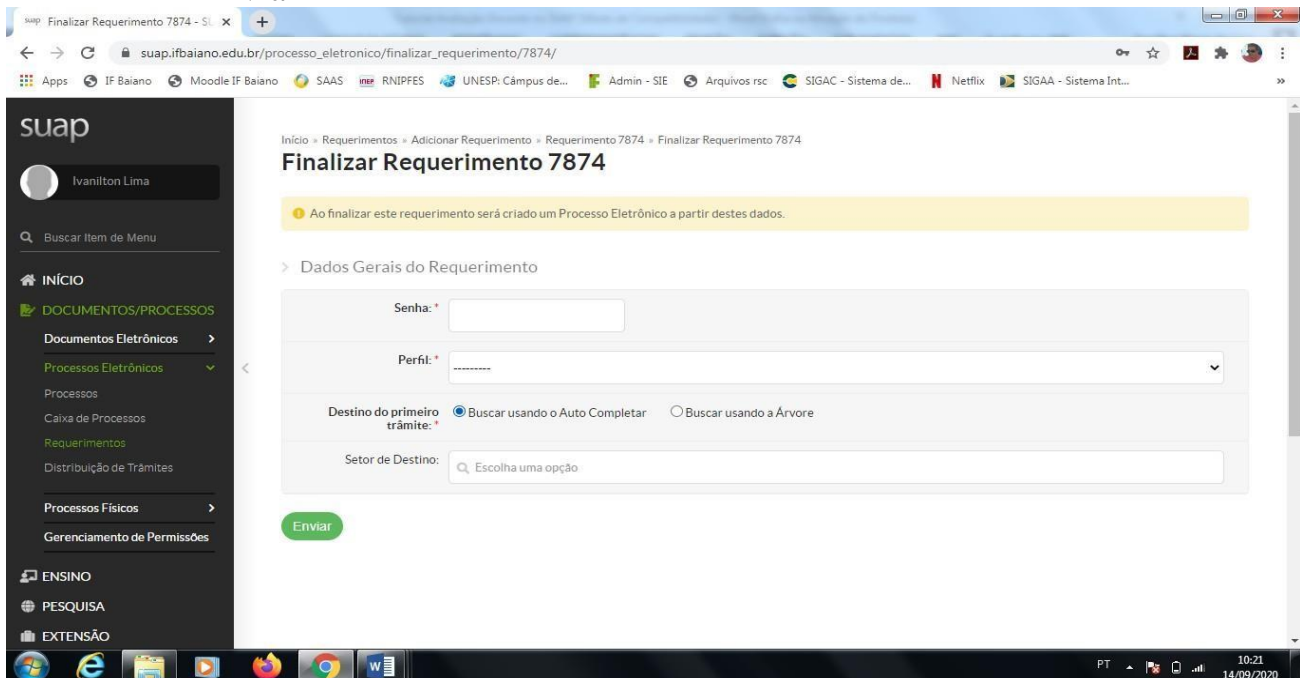 suap Finalizar Requerimento 7874 - SU
suap.ifbaiano.edu.br/processo_eletronico/finalizar_requerimento/7874/
Apps IF Baiano Moodle IF Baiano SAAS inep RNIPFES UNESP: Câmpus de... Admin - SIE Arquivos rsc SIGAC - Sistema de... N Netflix SIGAA - Sistema Int... »
suap
Ivanilton Lima
Buscar Item de Menu
INÍCIO
DOCUMENTOS/PROCESSOS
Documentos Eletrônicos
Processos Eletrônicos
Processos
Caixa de Processos
Requerimentos
Distribuição de Trâmites
Processos Físicos
Gerenciamento de Permissões
ENSINO
PESQUISA
EXTENSÃO
Início » Requerimentos » Adicionar Requerimento » Requerimento 7874 » Finalizar Requerimento 7874
Finalizar Requerimento 7874
Ao finalizar este requerimento será criado um Processo Eletrônico a partir destes dados.
Dados Gerais do Requerimento
Senha: *
Perfil: * ---------
Destino do primeiro trâmite: * Buscar usando o Auto Completar Buscar usando a Árvore
Setor de Destino: Escolha uma opção
Enviar
PT 10:21
14/09/2020